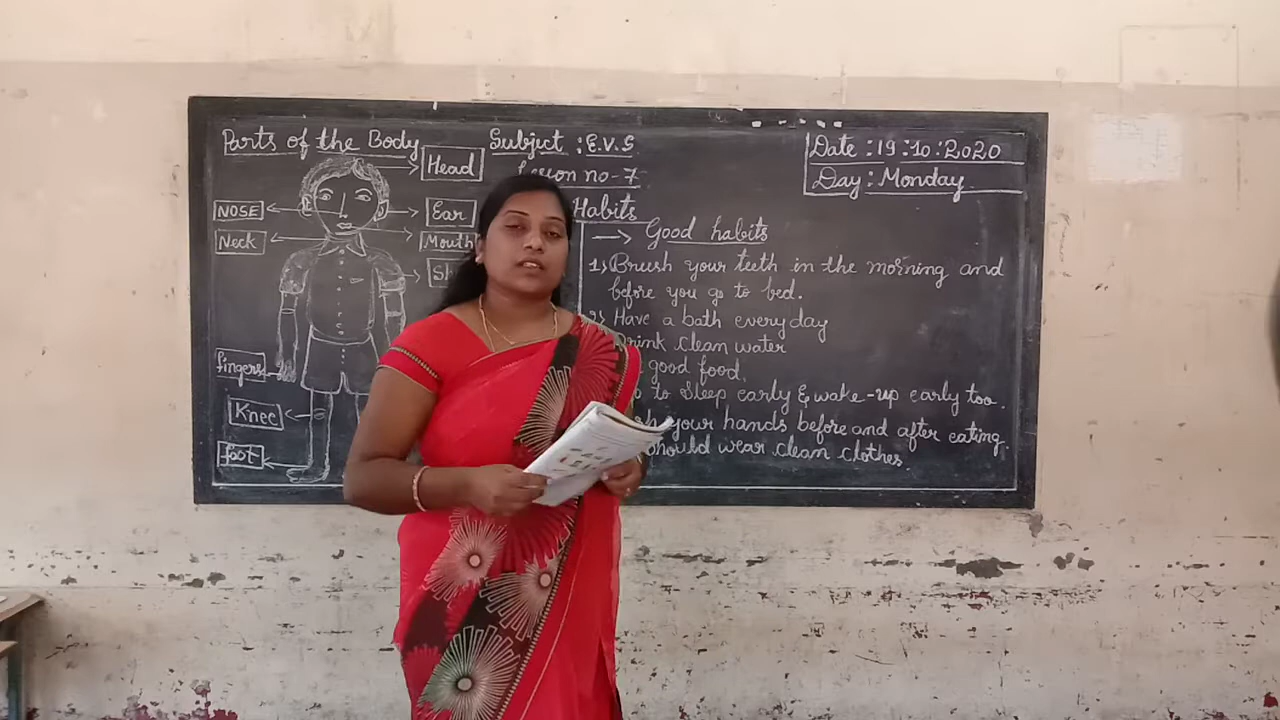 Parts of the Body
Head
NOSE
Ear
Neck
Mouth
fingers
Knee
foot
Subject : E.V.S
Lesson no-7
Habits
Date : 19:10:2020
Day : Monday
→ Good habits
1) Brush your teeth in the morning and
before you go to bed.
Have a bath everyday
Drink clean water
good food.
to sleep early & wake-up early too.
your hands before and after eating.
should wear clean clothes.